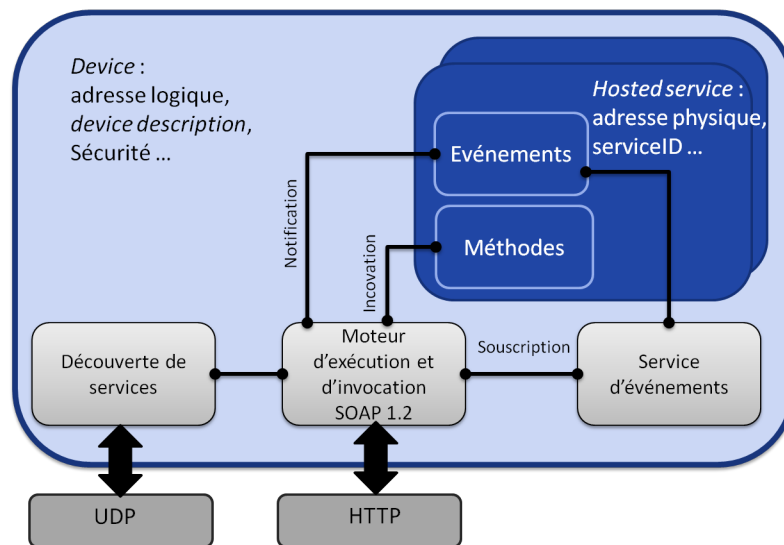 Device :
adresse logique,
device description,
Sécurité ...
Hosted service :
adresse physique,
serviceID ...
Evénements
Méthodes
Notification
Incovation
Découverte de
services
Moteur
d'exécution et
d'invocation
SOAP 1.2
Souscription
Service
d'événements
UDP
HTTP